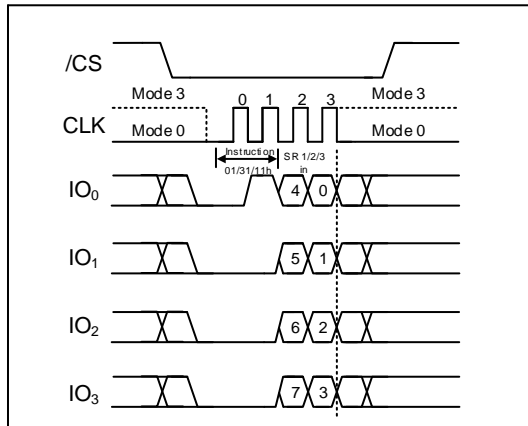 /CS
Mode 3 0 1 2 3 Mode 3
CLK Mode 0 Mode 0
Instruction SR 1/2/3
01/31/11h in
IO₀ 4 0
IO₁ 5 1
IO₂ 6 2
IO₃ 7 3